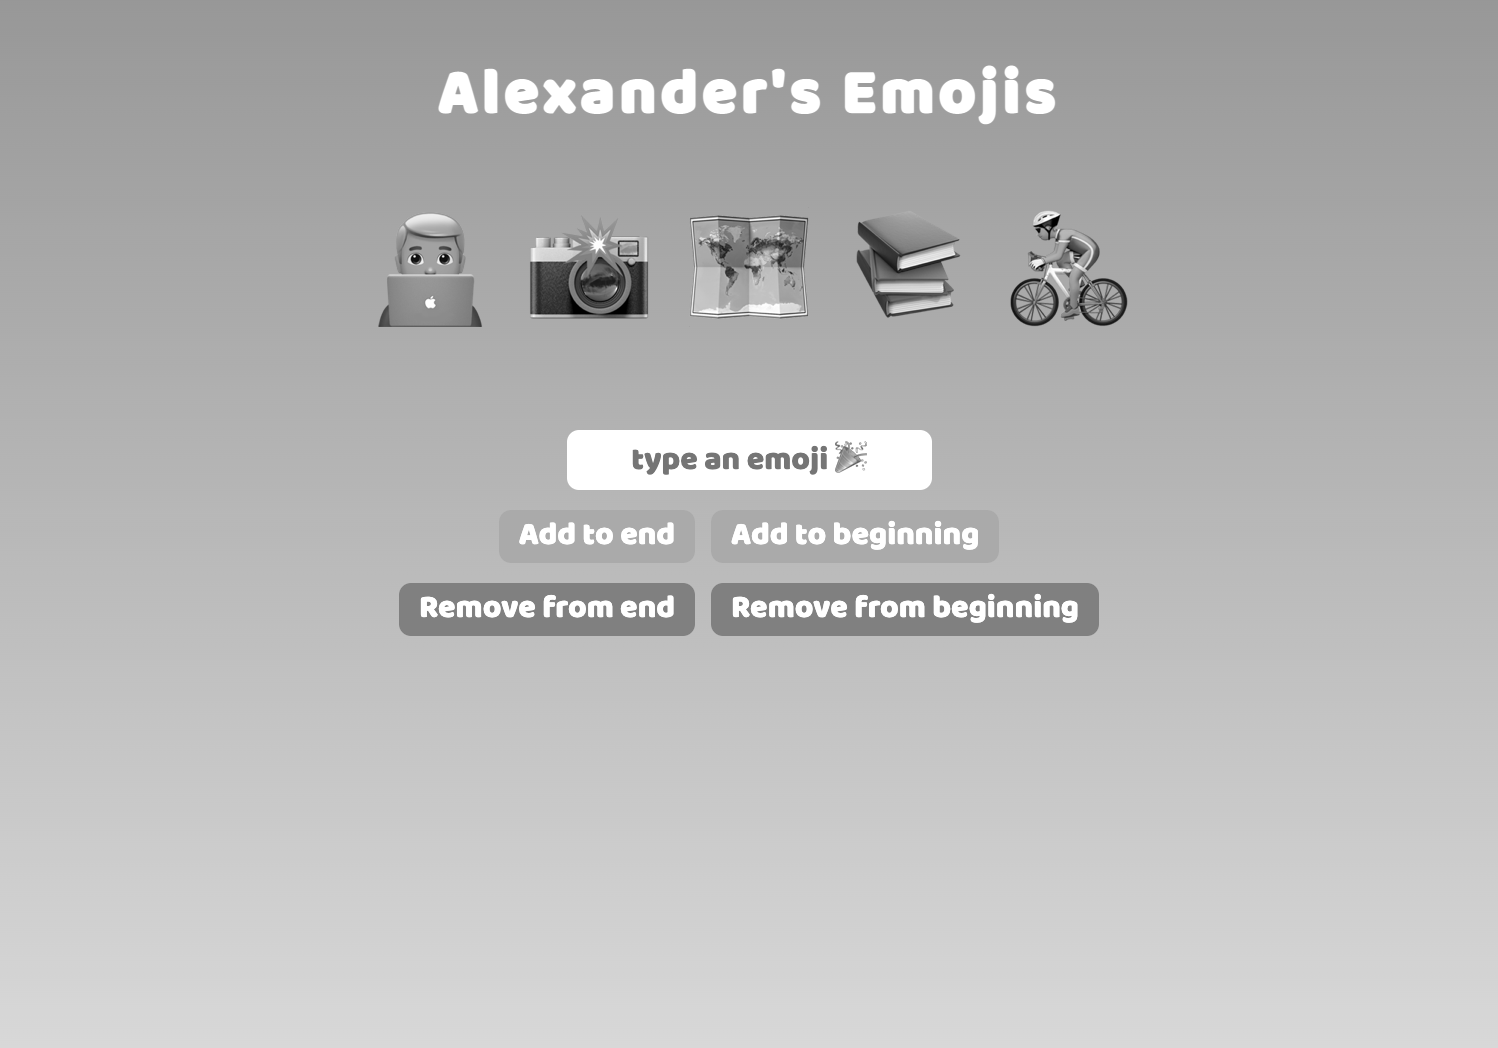 Alexander's Emojis
type an emoji 🎉
Add to end
Add to beginning
Remove from end
Remove from beginning